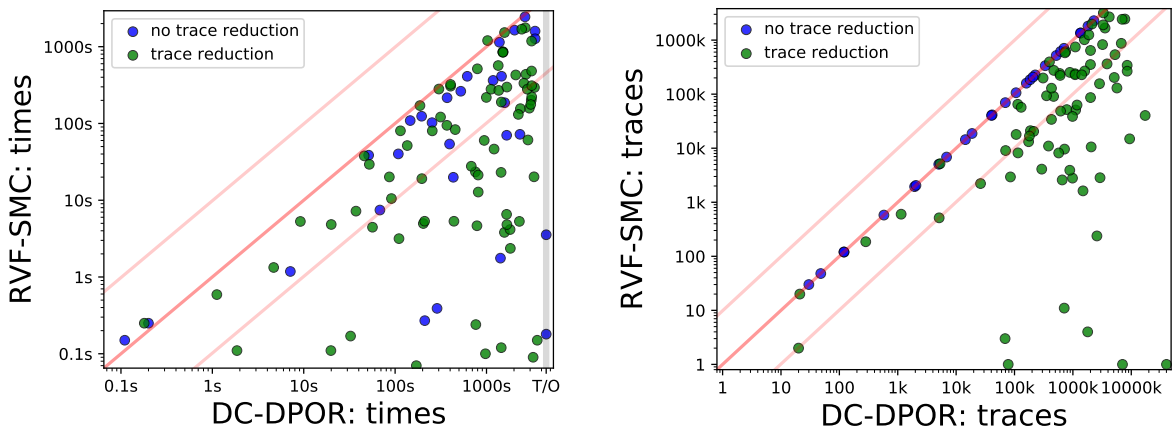 RVF-SMC: times
1000s
100s
10s
1s
0.1s
no trace reduction
trace reduction
0.1s 1s 10s 100s 1000s T/O
DC-DPOR: times
RVF-SMC: traces
1000k
100k
10k
1k
100
10
1
no trace reduction
trace reduction
1 10 100 1k 10k 100k 1000k 10000k
DC-DPOR: traces